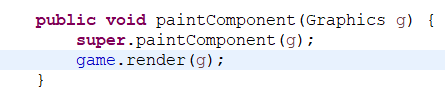 public void paintComponent(Graphics g) {
super.paintComponent(g);
game.render(g);
}